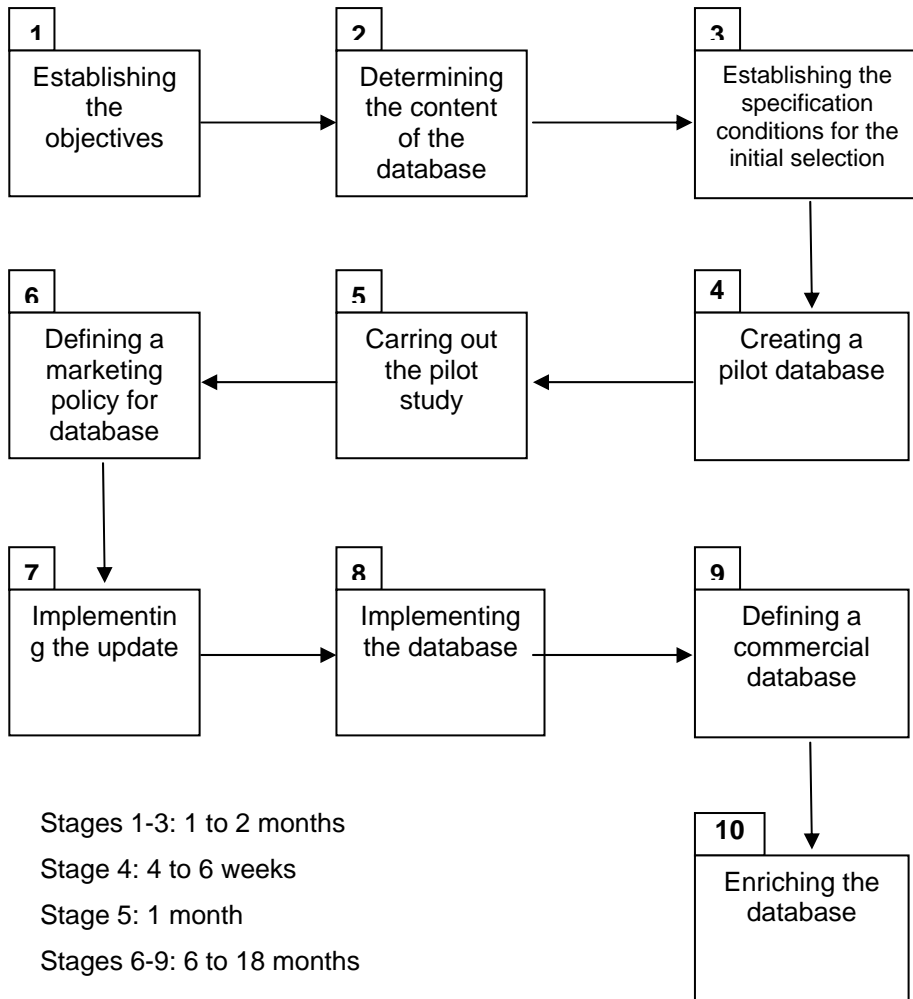 1
Establishing
the
objectives
2
Determining
the content
of the
database
3
Establishing the
specification
conditions for the
initial selection
4
Creating a
pilot database
5
Carring out
the pilot
study
6
Defining a
marketing
policy for
database
7
Implementin
g the update
8
Implementing
the database
9
Defining a
commercial
database
10
Enriching the
database
Stages 1-3: 1 to 2 months
Stage 4: 4 to 6 weeks
Stage 5: 1 month
Stages 6-9: 6 to 18 months